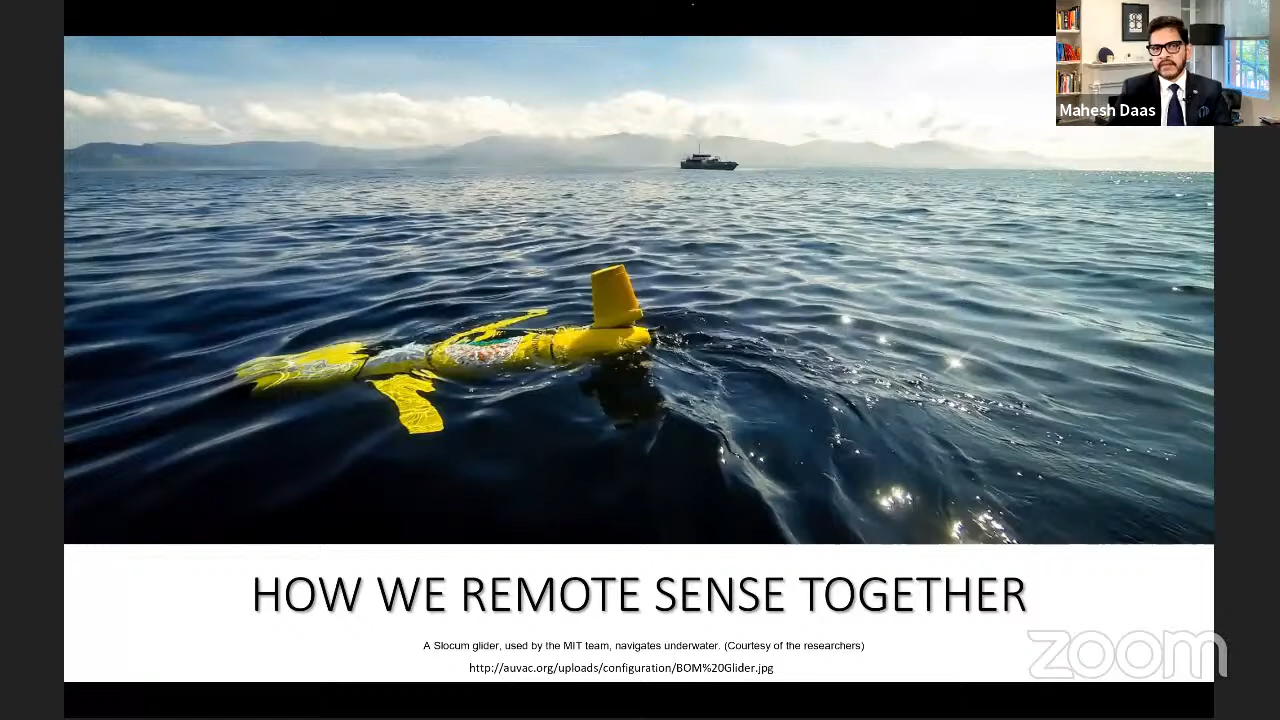 Mahesh Daas
HOW WE REMOTE SENSE TOGETHER
A Slocum glider, used by the MIT team, navigates underwater. (Courtesy of the researchers)
http://auvac.org/uploads/configuration/BOM%20Glider.jpg
zoom